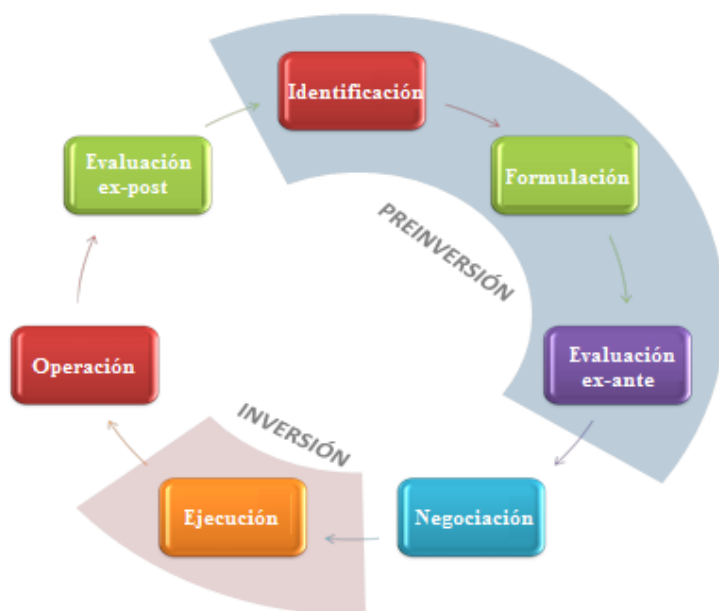 Identificación
Formulación
Evaluación
ex-ante
Negociación
Ejecución
Operación
Evaluación
ex-post
PREINVERSIÓN
INVERSIÓN